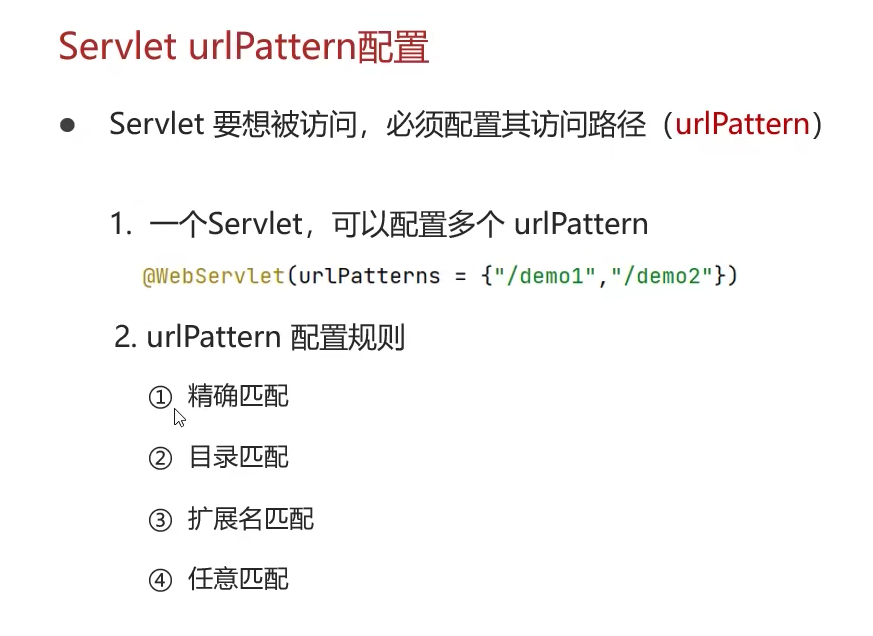 Servlet urlPattern配置
● Servlet 要想被访问，必须配置其访问路径（urlPattern）
1. 一个Servlet，可以配置多个 urlPattern
@WebServlet(urlPatterns = {"/demo1","/demo2"})
2. urlPattern 配置规则
① 精确匹配
② 目录匹配
③ 扩展名匹配
④ 任意匹配